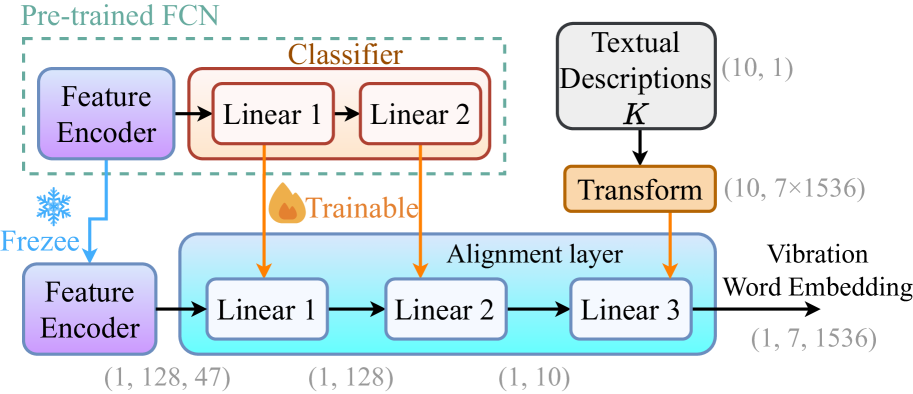 Pre-trained FCN
Classifier
Feature
Encoder
Linear 1
Linear 2
Textual
Descriptions
K
(10, 1)
Transform
(10, 7×1536)
Frezee
Trainable
Alignment layer
Feature
Encoder
Linear 1
Linear 2
Linear 3
Vibration
Word Embedding
(1, 128, 47)
(1, 128)
(1, 10)
(1, 7, 1536)